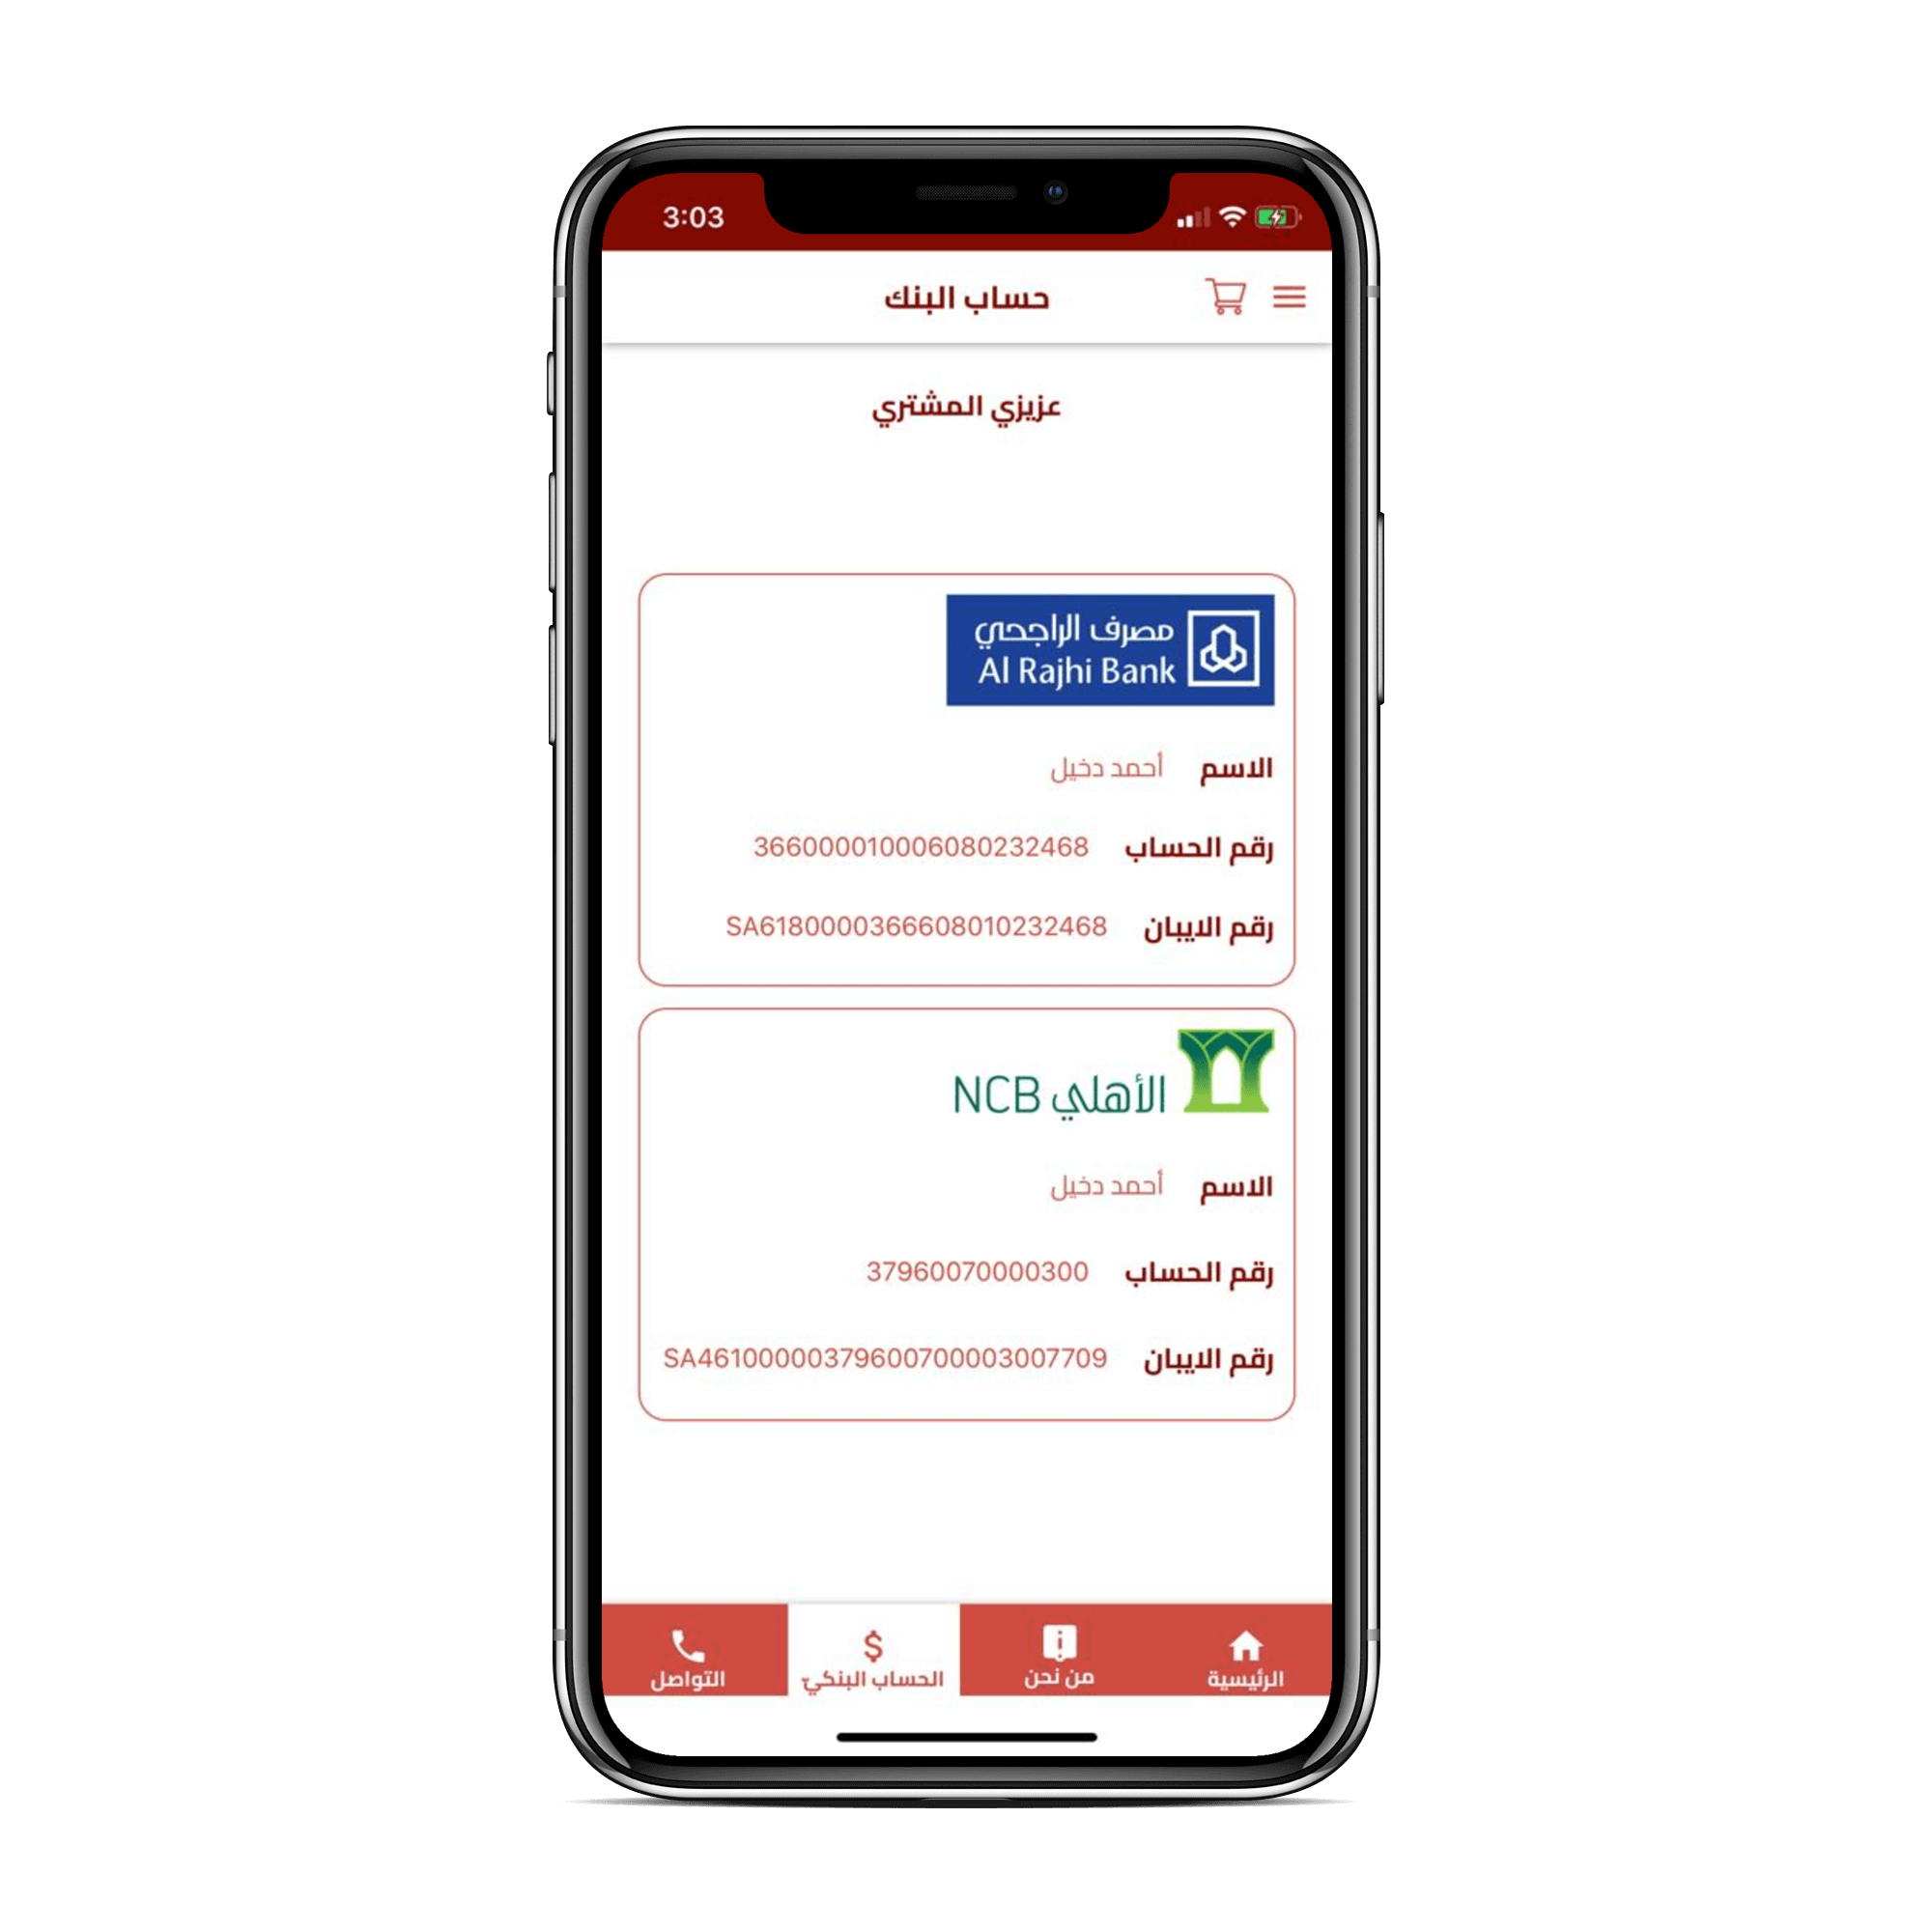 3:03
حساب البنك
عزيزي المشتري
مصرف الراجحي
Al Rajhi Bank
الاسم أحمد دخيل
رقم الحساب 366000010006080232468
رقم الايبان SA6180000366608010232468
الأهلي NCB
الاسم أحمد دخيل
رقم الحساب 37960070000300
رقم الايبان SA46100000379600700003007709
الرئيسية
من نحن
الحساب البنكيّ
التواصل